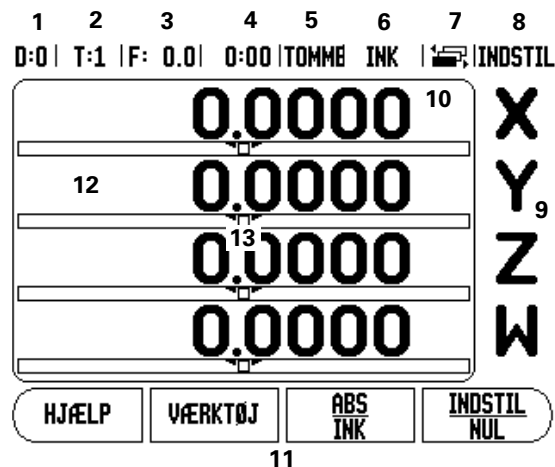 1 2 3 4 5 6 7 8
D:0 | T:1 | F: 0.0 | 0:00 | TOMME | INK | | INDSTIL
0.0000 10 X
12 0.0000 Y 9
13 0.0000 Z
0.0000 W
HJÆLP VÆRKTØJ ABS INDSTIL
INK NUL
11